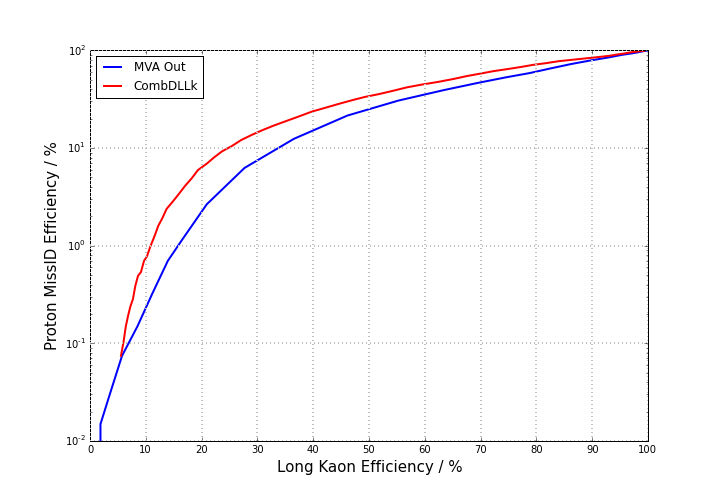 MVA Out
CombDLLk
Proton MissID Efficiency / %
10²
10¹
10⁰
10⁻¹
10⁻²
0 10 20 30 40 50 60 70 80 90 100
Long Kaon Efficiency / %